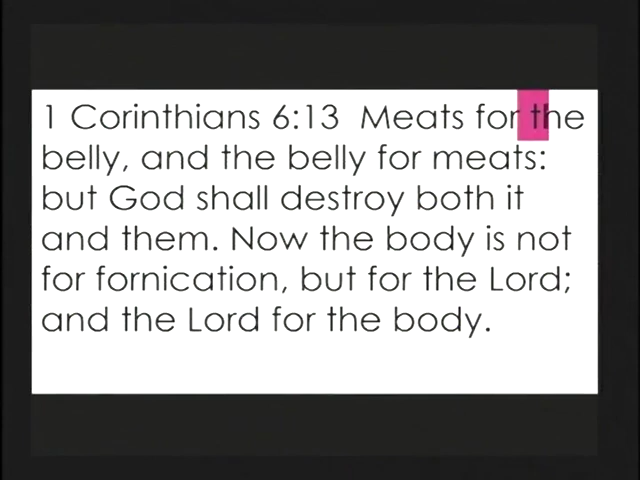 1 Corinthians 6:13  Meats for the
belly, and the belly for meats:
but God shall destroy both it
and them. Now the body is not
for fornication, but for the Lord;
and the Lord for the body.